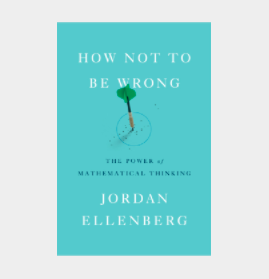 HOW NOT TO
BE WRONG
THE POWER of
MATHEMATICAL THINKING
JORDAN
ELLENBERG